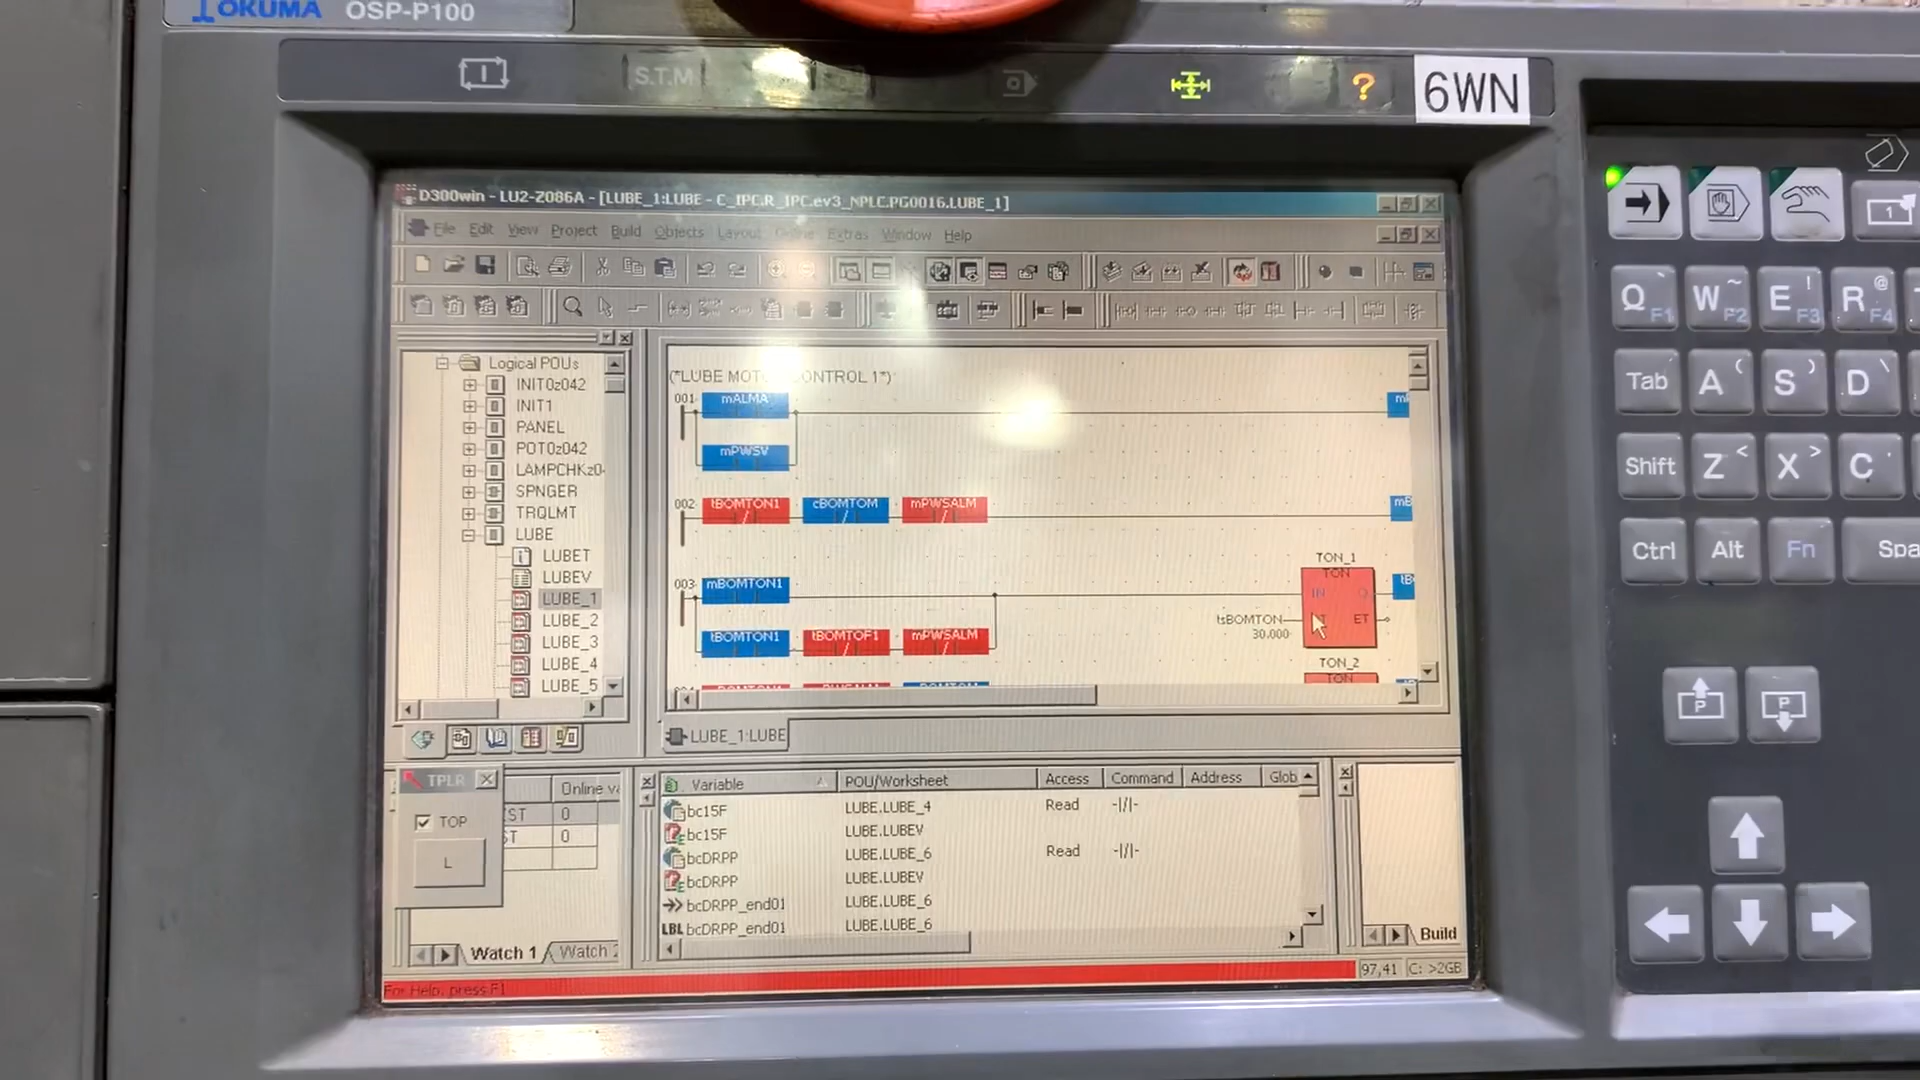 OKUMA OSP-P100
S.T.M
?
6WN
D300win - LU2-Z086A - [LUBE_1:LUBE - C_IPC.R_IPC.ev3_NPLC.PG0016.LUBE_1]
File Edit View Project Build Objects Layout Extras Window Help
Logical POUs
INIT0z042
INIT1
PANEL
POT0z042
LAMPCHKz0
SPNGER
TRQLMT
LUBE
LUBET
LUBEV
LUBE_1
LUBE_2
LUBE_3
LUBE_4
LUBE_5
("LUBE MOT CONTROL 1*)
001 mALMA
mPWSV
002 tBOMTON1 cBOMTOM mPWSALM
003 mBOMTON1
tBOMTON1 tBOMTOF1 mPWSALM
TON_1
TON
IN Q
tsBOMTON ET
30.000
TON_2
TON
LUBE_1:LUBE
TPLR
TOP
L
Online v
ST 0
ST 0
Watch 1 Watch 2
Variable POU/Worksheet Access Command Address Glob
bc15F LUBE.LUBE_4 Read -|/|-
bc15F LUBE.LUBEV
bcDRPP LUBE.LUBE_6 Read -|/|-
bcDRPP LUBE.LUBEV
bcDRPP_end01 LUBE.LUBE_6
LBL bcDRPP_end01 LUBE.LUBE_6
Build
For Help, press F1
97,41 C: >2GB
1
Q F1 W ~ F2 E ! F3 R @ F4
Tab A ( S ) D \
Shift Z < X > C
Ctrl Alt Fn Spa
P P